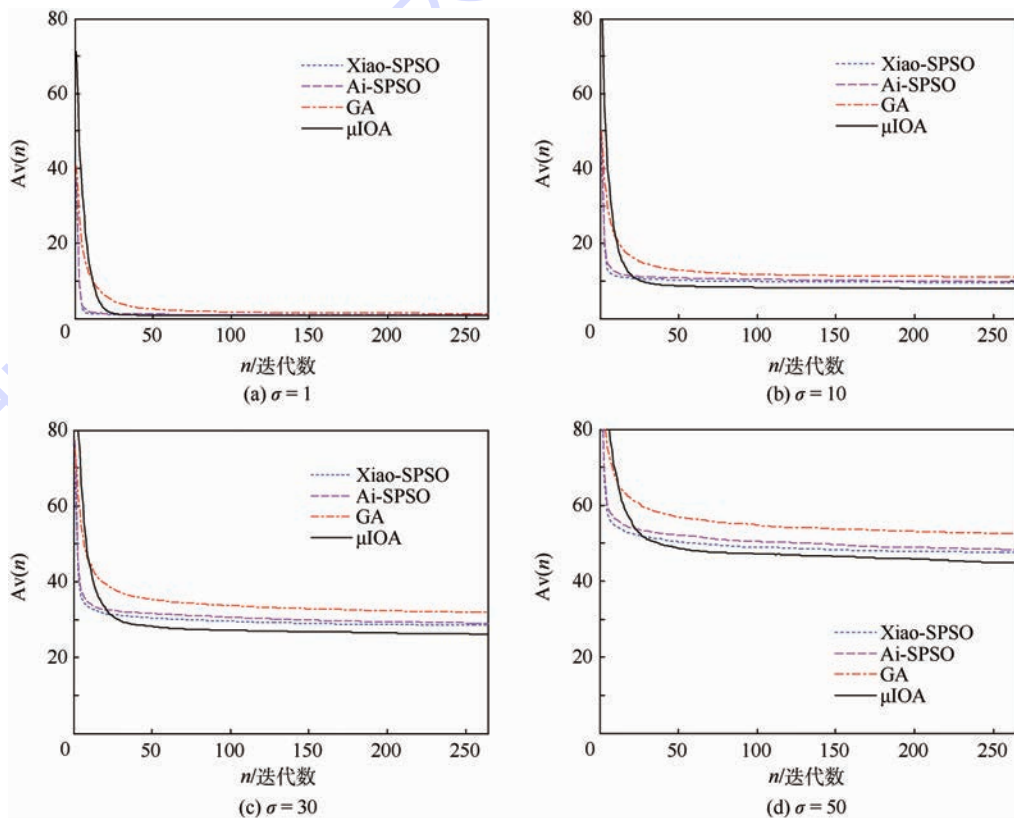 80
60
40
20
0
50
100
150
200
250
Av(n)
n/迭代数
Xiao-SPSO
Ai-SPSO
GA
μIOA
(a) σ = 1
80
60
40
20
0
50
100
150
200
250
Av(n)
n/迭代数
Xiao-SPSO
Ai-SPSO
GA
μIOA
(b) σ = 10
80
60
40
20
0
50
100
150
200
250
Av(n)
n/迭代数
Xiao-SPSO
Ai-SPSO
GA
μIOA
(c) σ = 30
80
60
40
20
0
50
100
150
200
250
Av(n)
n/迭代数
Xiao-SPSO
Ai-SPSO
GA
μIOA
(d) σ = 50